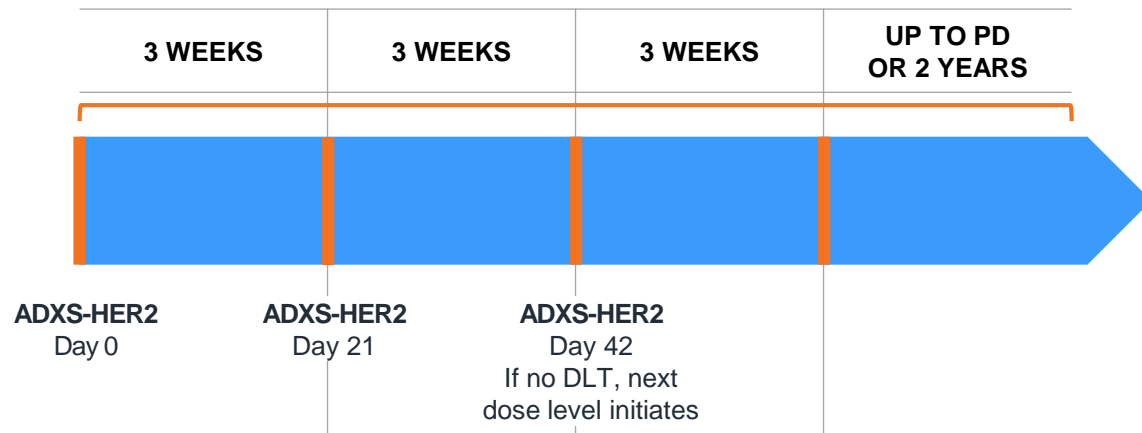 3 WEEKS
3 WEEKS
3 WEEKS
UP TO PD
OR 2 YEARS
ADXS-HER2
Day 0
ADXS-HER2
Day 21
ADXS-HER2
Day 42
If no DLT, next
dose level initiates